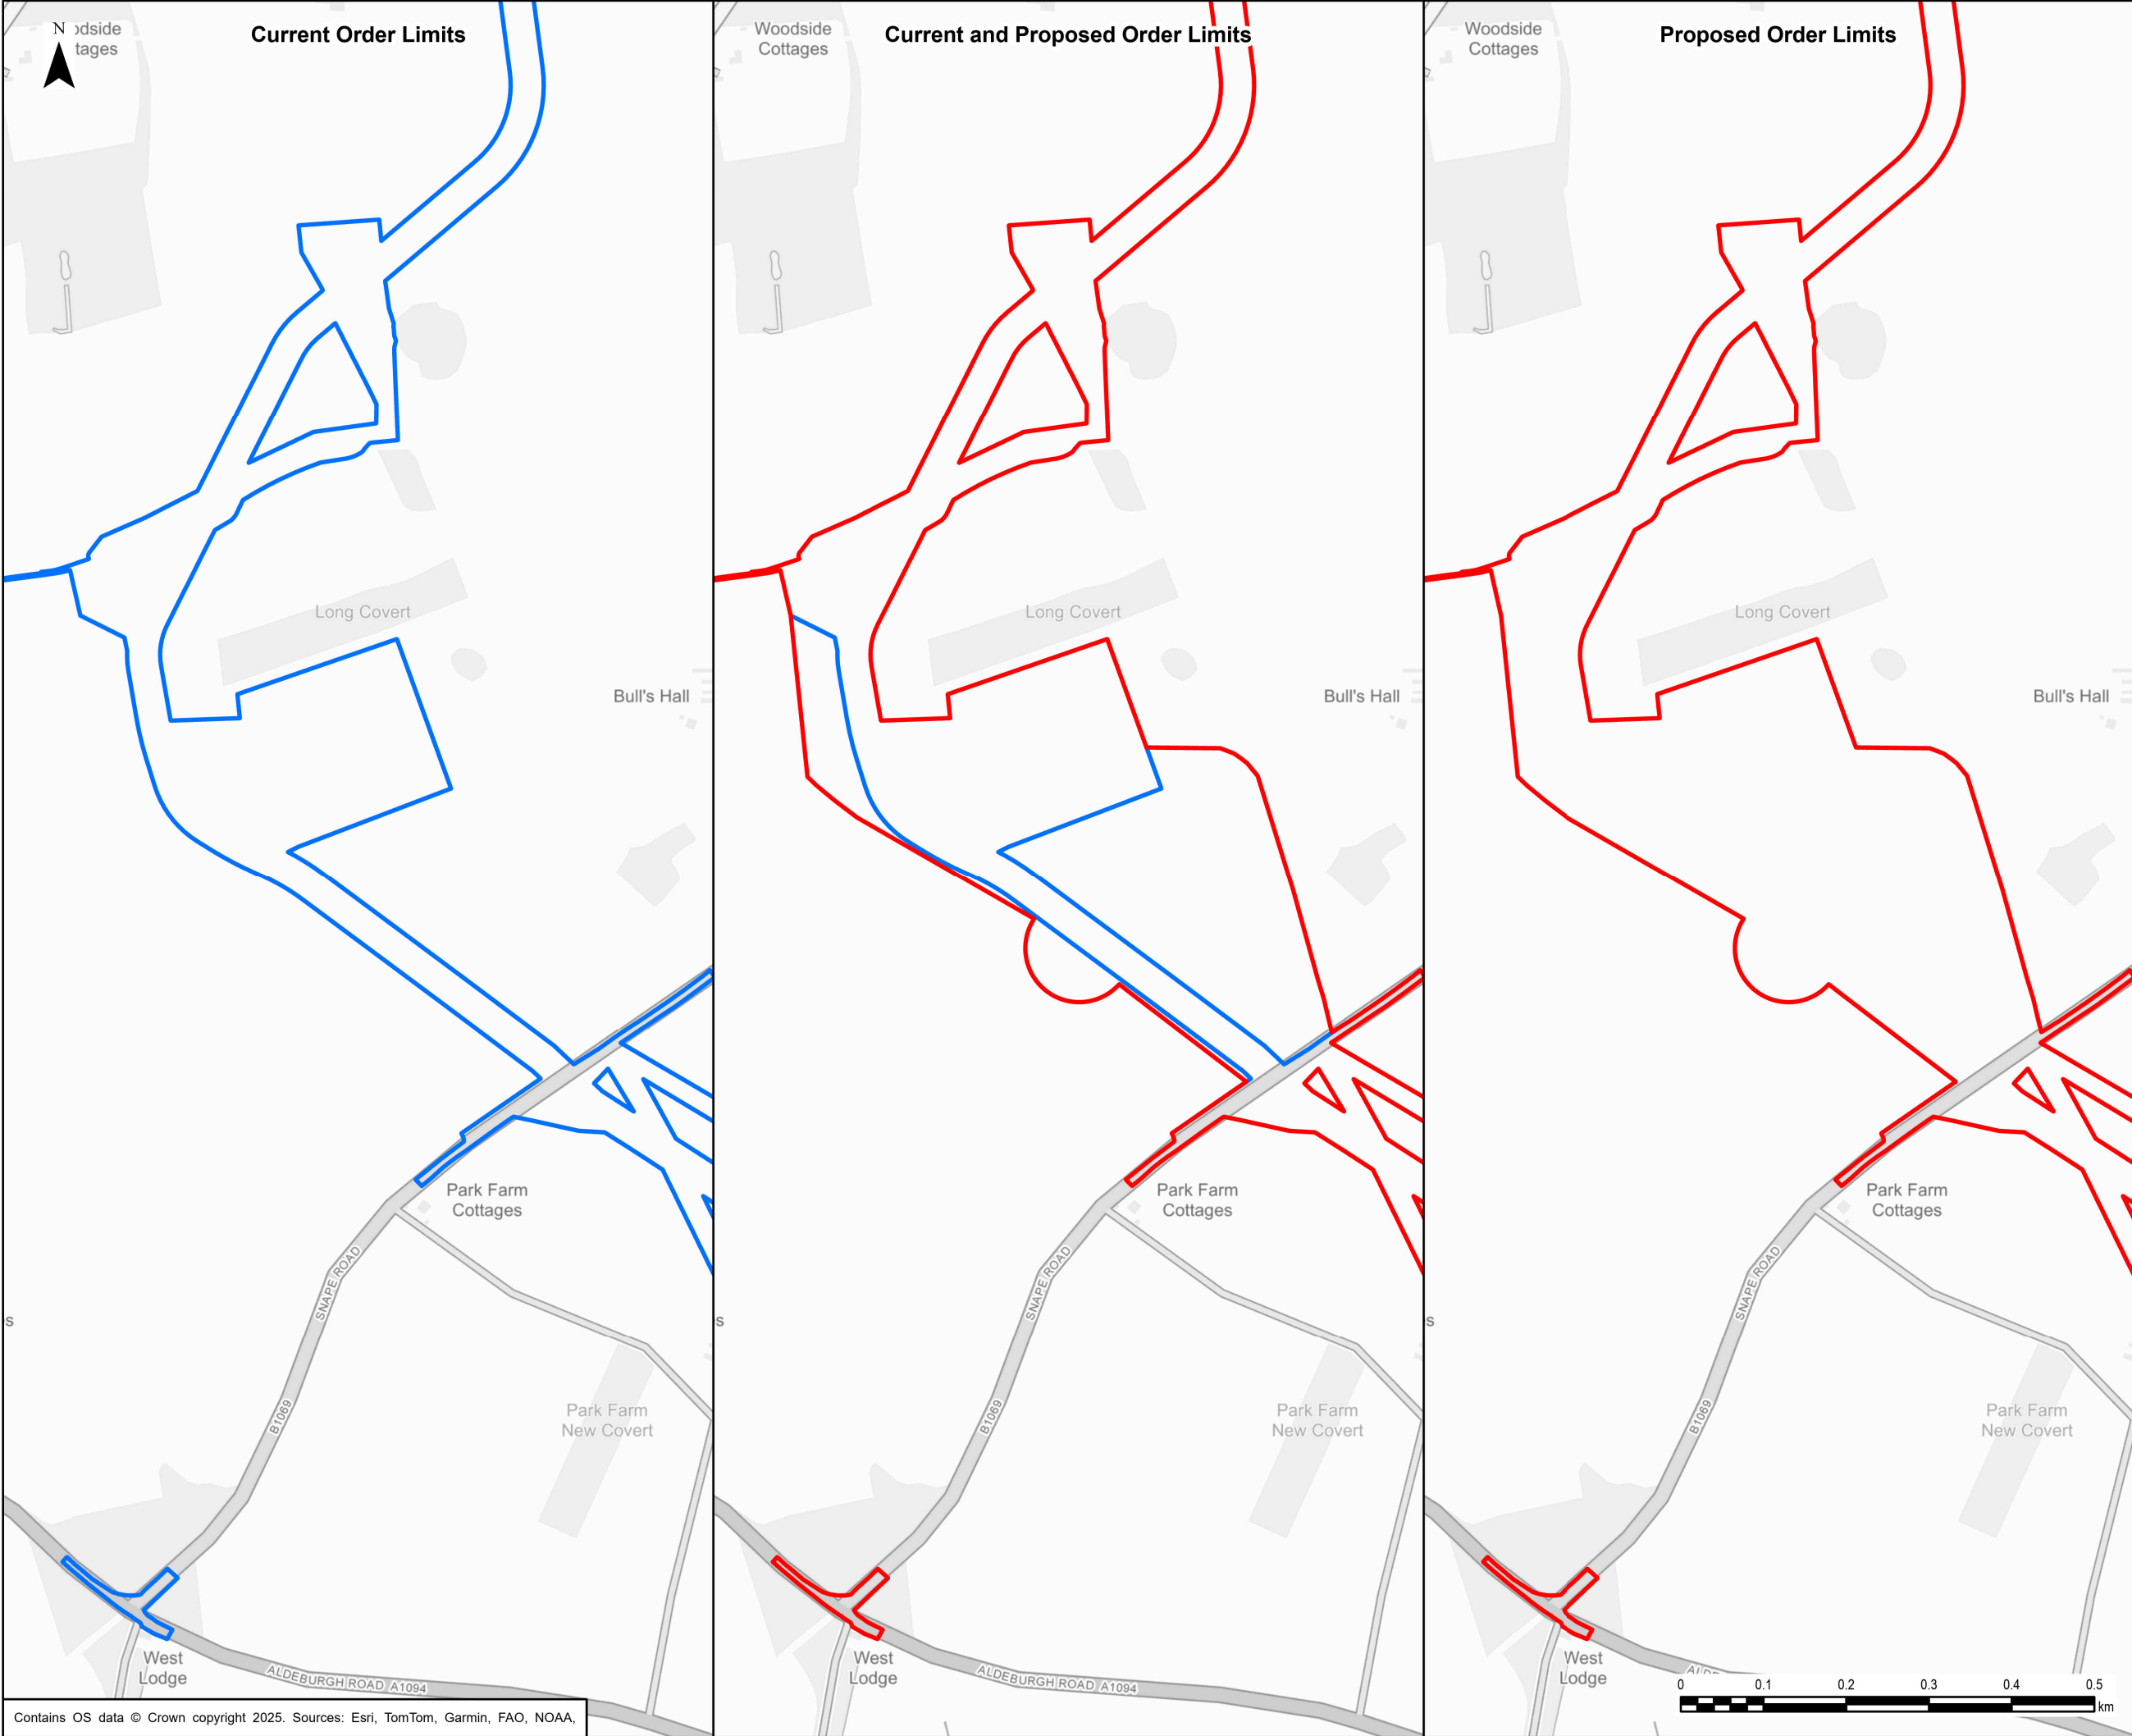 Current Order Limits
N
odside
ttages
Long Covert
Bull's Hall
Park Farm
Cottages
SNAPE ROAD
s
B1069
Park Farm
New Covert
West
Lodge
ALDEBURGH ROAD A1094
Contains OS data © Crown copyright 2025. Sources: Esri, TomTom, Garmin, FAO, NOAA,
Current and Proposed Order Limits
Woodside
Cottages
Long Covert
Bull's Hall
Park Farm
Cottages
SNAPE ROAD
s
B1069
Park Farm
New Covert
West
Lodge
ALDEBURGH ROAD A1094
Proposed Order Limits
Woodside
Cottages
Long Covert
Bull's Hall
Park Farm
Cottages
SNAPE ROAD
s
B1069
Park Farm
New Covert
West
Lodge
0 0.1 0.2 0.3 0.4 0.5
km